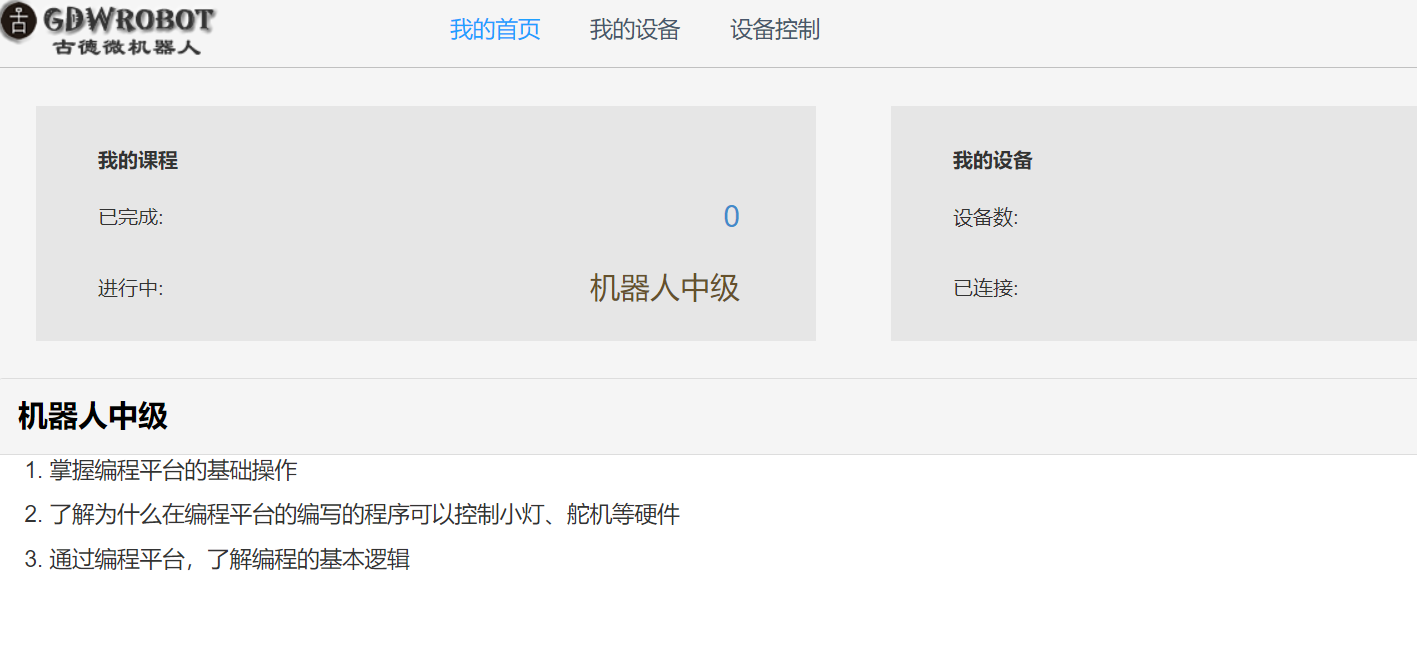 古 GDWROBOT
古德微机器人
我的首页 我的设备 设备控制
我的课程
已完成: 0
进行中: 机器人中级
我的设备
设备数:
已连接:
机器人中级
1. 掌握编程平台的基础操作
2. 了解为什么在编程平台的编写的程序可以控制小灯、舵机等硬件
3. 通过编程平台，了解编程的基本逻辑